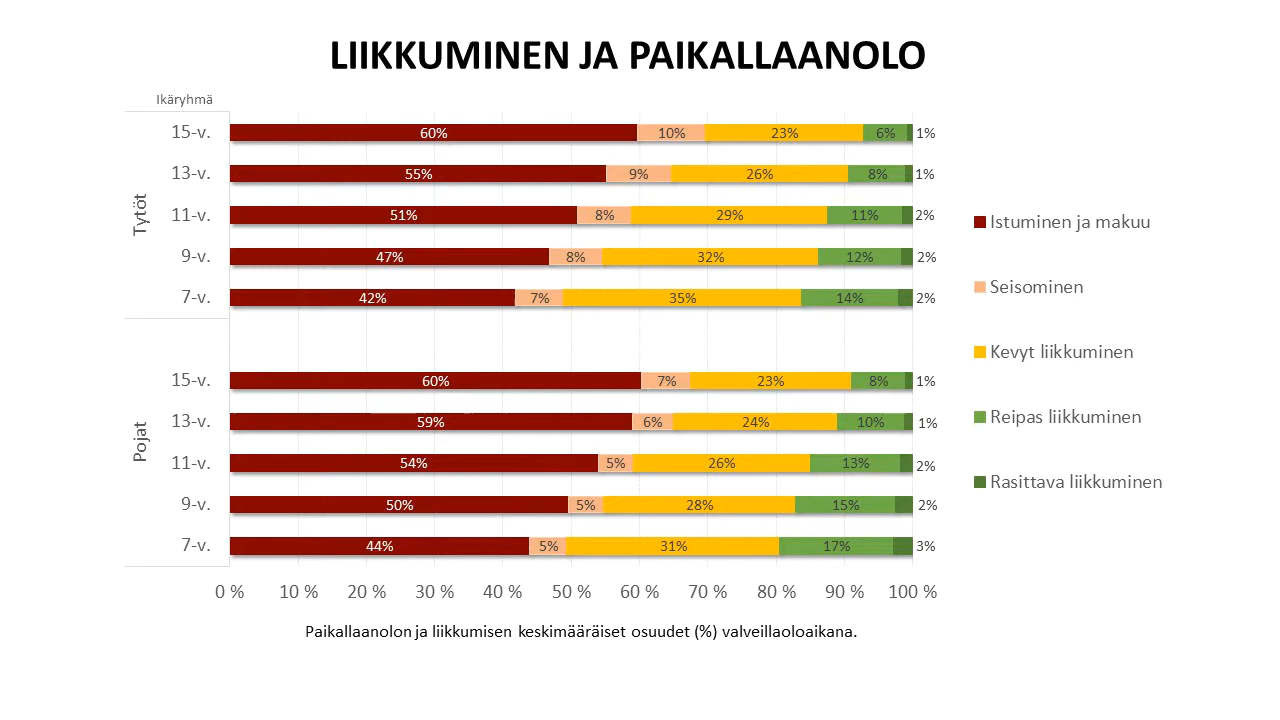 LIIKKUMINEN JA PAIKALLAANOLO
Ikäryhmä
Tytöt
15-v. 60% 10% 23% 6% 1%
13-v. 55% 9% 26% 8% 1%
11-v. 51% 8% 29% 11% 2%
9-v. 47% 8% 32% 12% 2%
7-v. 42% 7% 35% 14% 2%
Pojat
15-v. 60% 7% 23% 8% 1%
13-v. 59% 6% 24% 10% 1%
11-v. 54% 5% 26% 13% 2%
9-v. 50% 5% 28% 15% 2%
7-v. 44% 5% 31% 17% 3%
0 % 10 % 20 % 30 % 40 % 50 % 60 % 70 % 80 % 90 % 100 %
Istuminen ja makuu
Seisominen
Kevyt liikkuminen
Reipas liikkuminen
Rasittava liikkuminen
Paikallaanolon ja liikkumisen keskimääräiset osuudet (%) valveillaoloaikana.